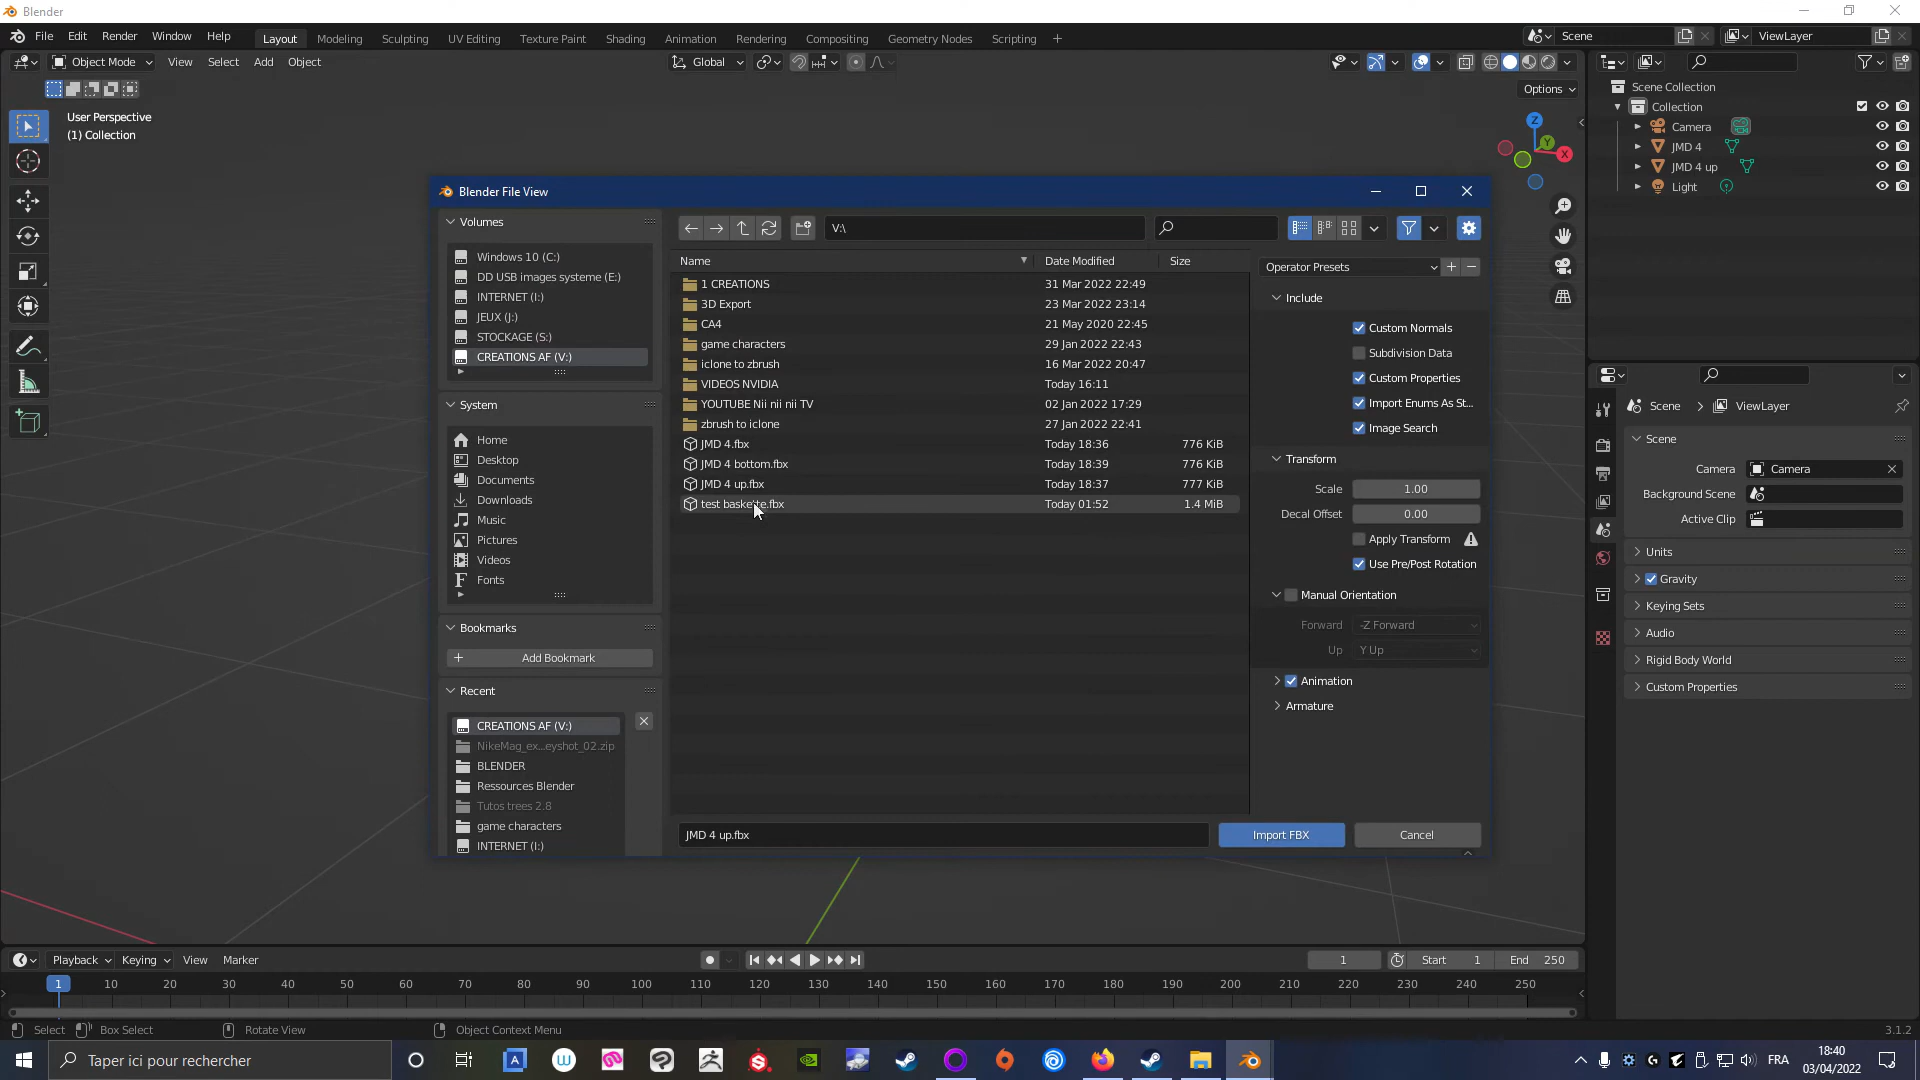 Blender
File Edit Render Window Help Layout Modeling Sculpting UV Editing Texture Paint Shading Animation Rendering Compositing Geometry Nodes Scripting + Scene ViewLayer
Object Mode View Select Add Object Global
Options
User Perspective
(1) Collection
Z
Y
X
Scene Collection
Collection
Camera
JMD 4
JMD 4 up
Light
Blender File View
Volumes
Windows 10 (C:)
DD USB images systeme (E:)
INTERNET (I:)
JEUX (J:)
STOCKAGE (S:)
CREATIONS AF (V:)
System
Home
Desktop
Documents
Downloads
Music
Pictures
Videos
Fonts
Bookmarks
Add Bookmark
Recent
CREATIONS AF (V:)
NikeMag_ex...eyshot_02.zip
BLENDER
Ressources Blender
Tutos trees 2.8
game characters
INTERNET (I:)
V:\
Name Date Modified Size
1 CREATIONS 31 Mar 2022 22:49
3D Export 23 Mar 2022 23:14
CA4 21 May 2020 22:45
game characters 29 Jan 2022 22:43
iclone to zbrush 16 Mar 2022 20:47
VIDEOS NVIDIA Today 16:11
YOUTUBE Nii nii nii TV 02 Jan 2022 17:29
zbrush to iclone 27 Jan 2022 22:41
JMD 4.fbx Today 18:36 776 KiB
JMD 4 bottom.fbx Today 18:39 776 KiB
JMD 4 up.fbx Today 18:37 777 KiB
test baskette.fbx Today 01:52 1.4 MiB
JMD 4 up.fbx Import FBX Cancel
Operator Presets
Include
Custom Normals
Subdivision Data
Custom Properties
Import Enums As St...
Image Search
Transform
Scale 1.00
Decal Offset 0.00
Apply Transform
Use Pre/Post Rotation
Manual Orientation
Forward -Z Forward
Up Y Up
Animation
Armature
Scene ViewLayer
Scene
Camera Camera
Background Scene
Active Clip
Units
Gravity
Keying Sets
Audio
Rigid Body World
Custom Properties
Playback Keying View Marker 1 Start 1 End 250
1 10 20 30 40 50 60 70 80 90 100 110 120 130 140 150 160 170 180 190 200 210 220 230 240 250
Select Box Select Rotate View Object Context Menu 3.1.2
Taper ici pour rechercher FRA 18:40
03/04/2022